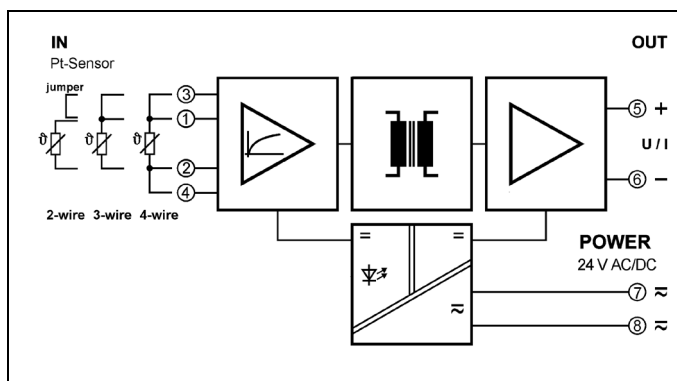 IN
OUT
Pt-Sensor
jumper
3
1
2
4
ϑ
ϑ
ϑ
2-wire 3-wire 4-wire
5 +
U / I
6 −
= =
≂
POWER
24 V AC/DC
7 ≂
8 ≂